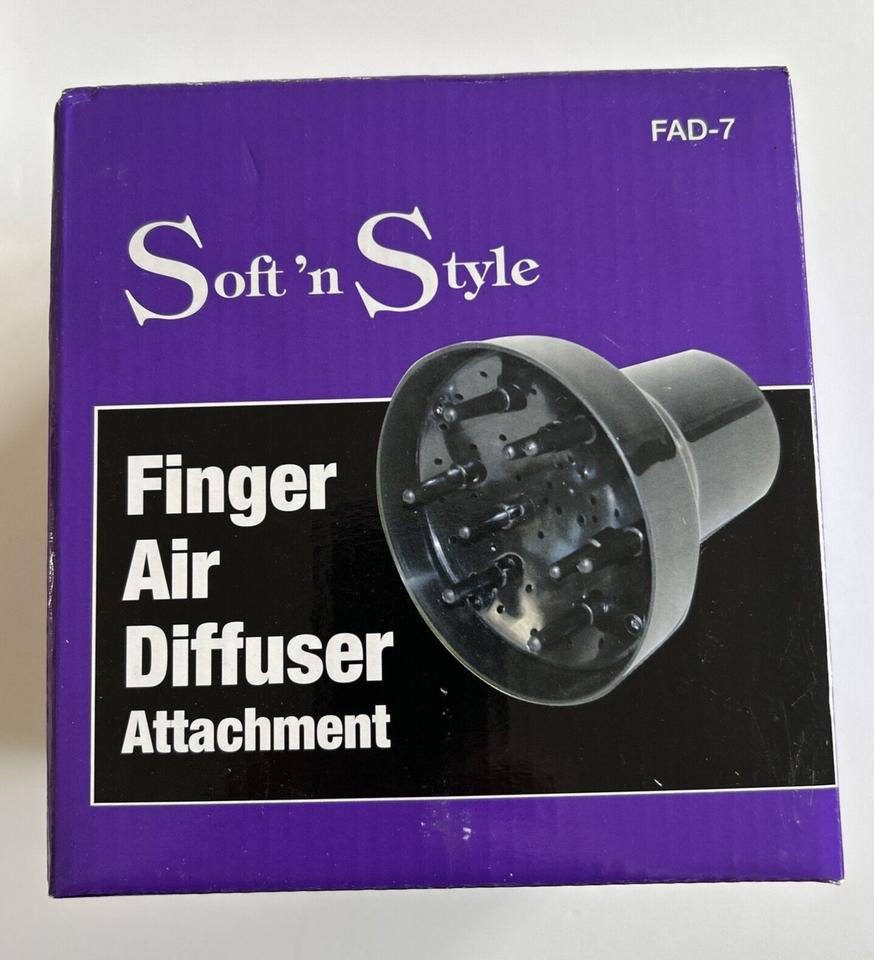 FAD-7
Soft 'n Style
Finger
Air
Diffuser
Attachment